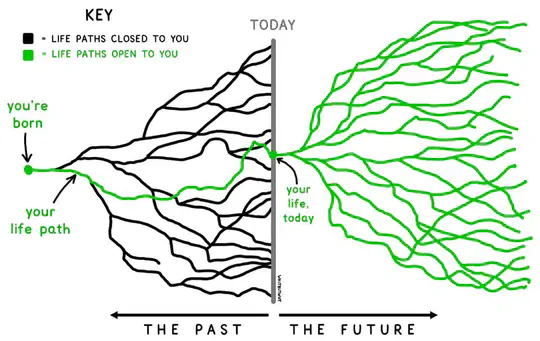 KEY
= LIFE PATHS CLOSED TO YOU
= LIFE PATHS OPEN TO YOU
TODAY
you're
born
your
life path
your
life,
today
THE PAST
THE FUTURE